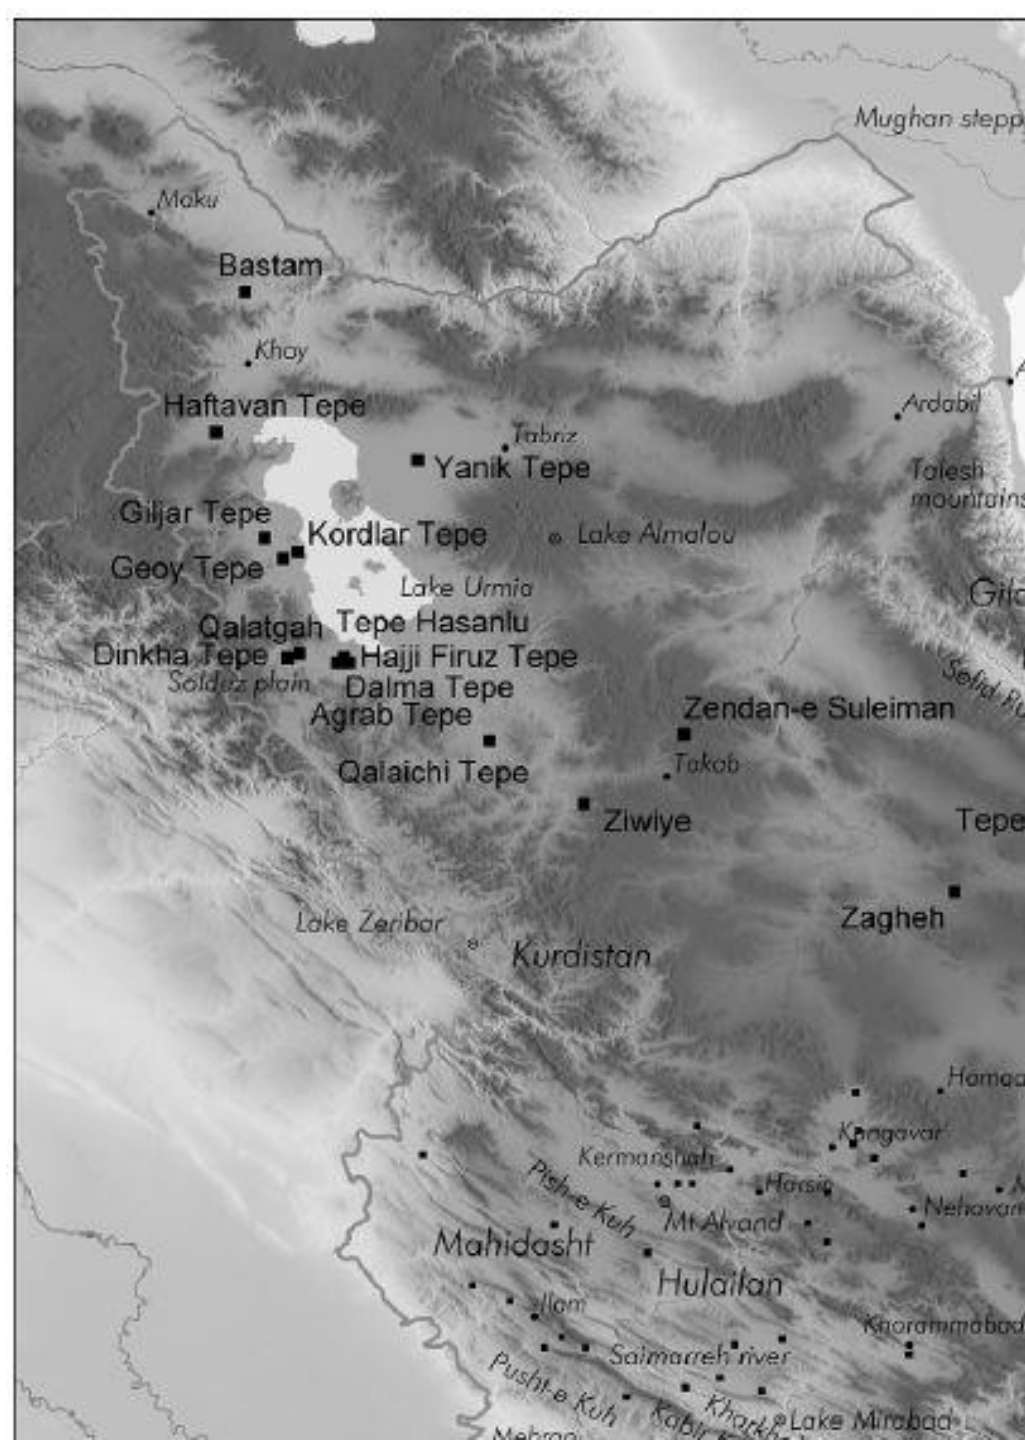 Mughan stepp
Maku
Bastam
Khoy
Haftavan Tepe
Ardabil
Tabriz
Yanik Tepe
Talesh
mountains
Giljar Tepe
Kordlar Tepe
Lake Almalou
Geoy Tepe
Lake Urmia
Qalatgah
Tepe Hasanlu
Dinkha Tepe
Hajji Firuz Tepe
Solduz plain
Dalma Tepe
Agrab Tepe
Zendan-e Suleiman
Qalaichi Tepe
Takab
Ziwiye
Tepe
Zagheh
Lake Zeribar
Kurdistan
Kangavar
Kermanshah
Pish-e Kuh
Harsin
Mt Alvand
Mahidasht
Hulailan
Ilam
Khorammabad
Saimarreh river
Pusht-e Kuh
Lake Mirabad